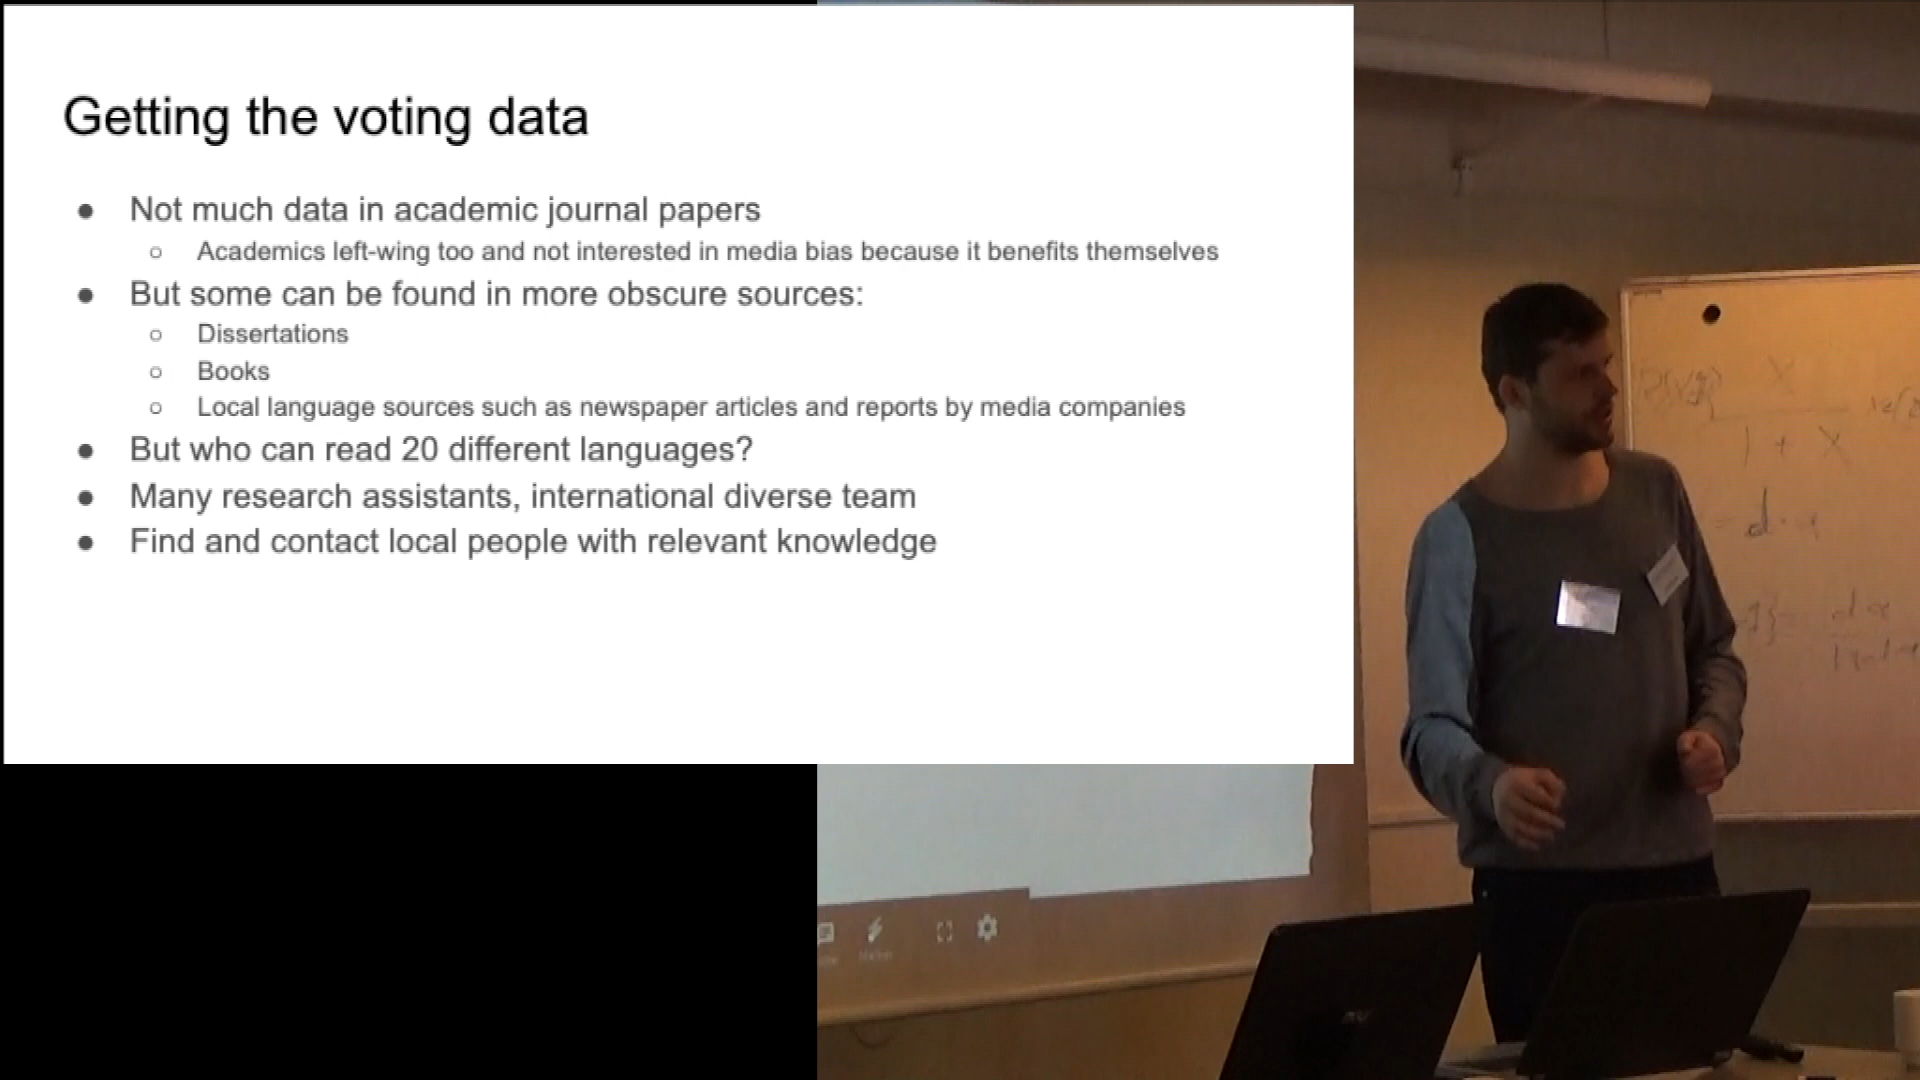 Getting the voting data
● Not much data in academic journal papers
○ Academics left-wing too and not interested in media bias because it benefits themselves
● But some can be found in more obscure sources:
○ Dissertations
○ Books
○ Local language sources such as newspaper articles and reports by media companies
● But who can read 20 different languages?
● Many research assistants, international diverse team
● Find and contact local people with relevant knowledge
1 + X
= d · a